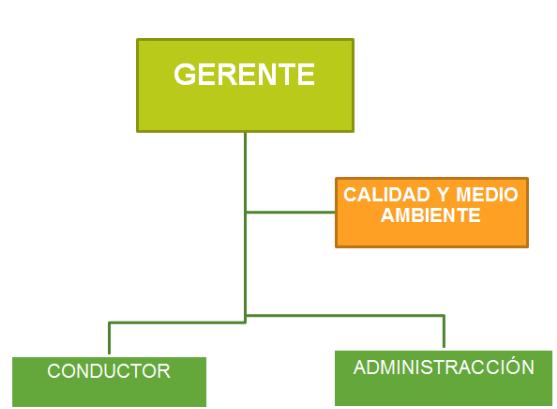 GERENTE
CALIDAD Y MEDIO
AMBIENTE
CONDUCTOR
ADMINISTRACCIÓN